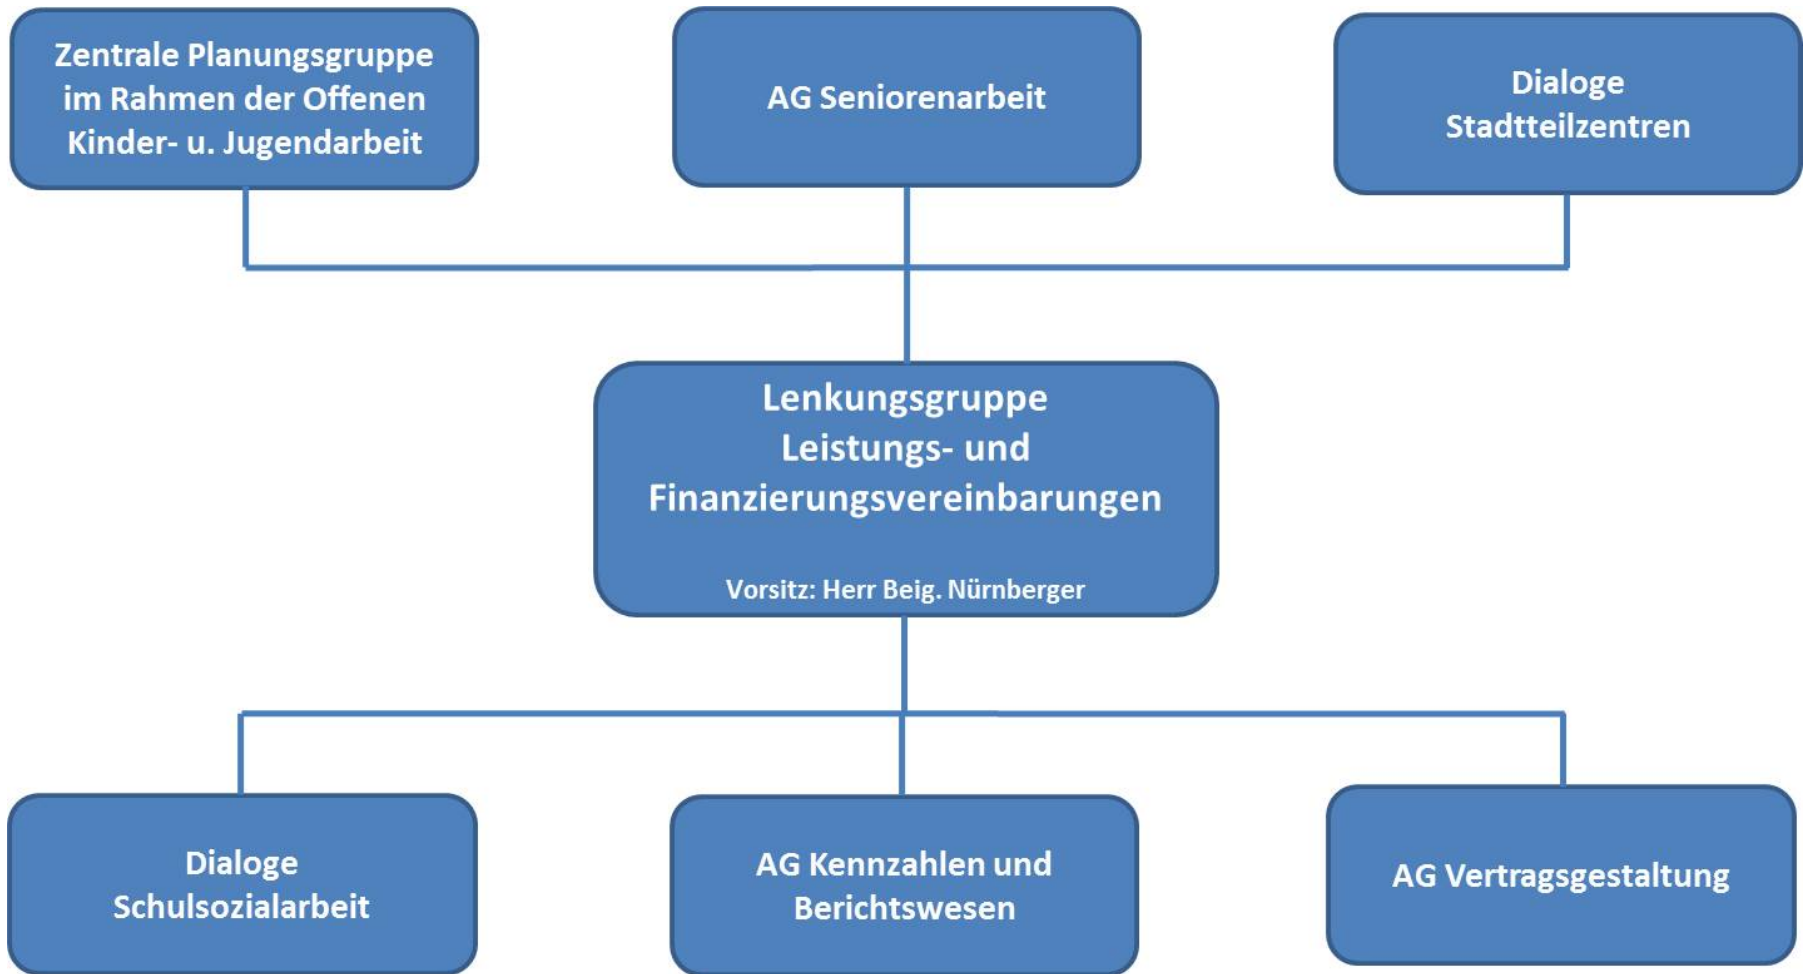 Zentrale Planungsgruppe
im Rahmen der Offenen
Kinder- u. Jugendarbeit
AG Seniorenarbeit
Dialoge
Stadtteilzentren
Lenkungsgruppe
Leistungs- und
Finanzierungsvereinbarungen
Vorsitz: Herr Beig. Nürnberger
Dialoge
Schulsozialarbeit
AG Kennzahlen und
Berichtswesen
AG Vertragsgestaltung